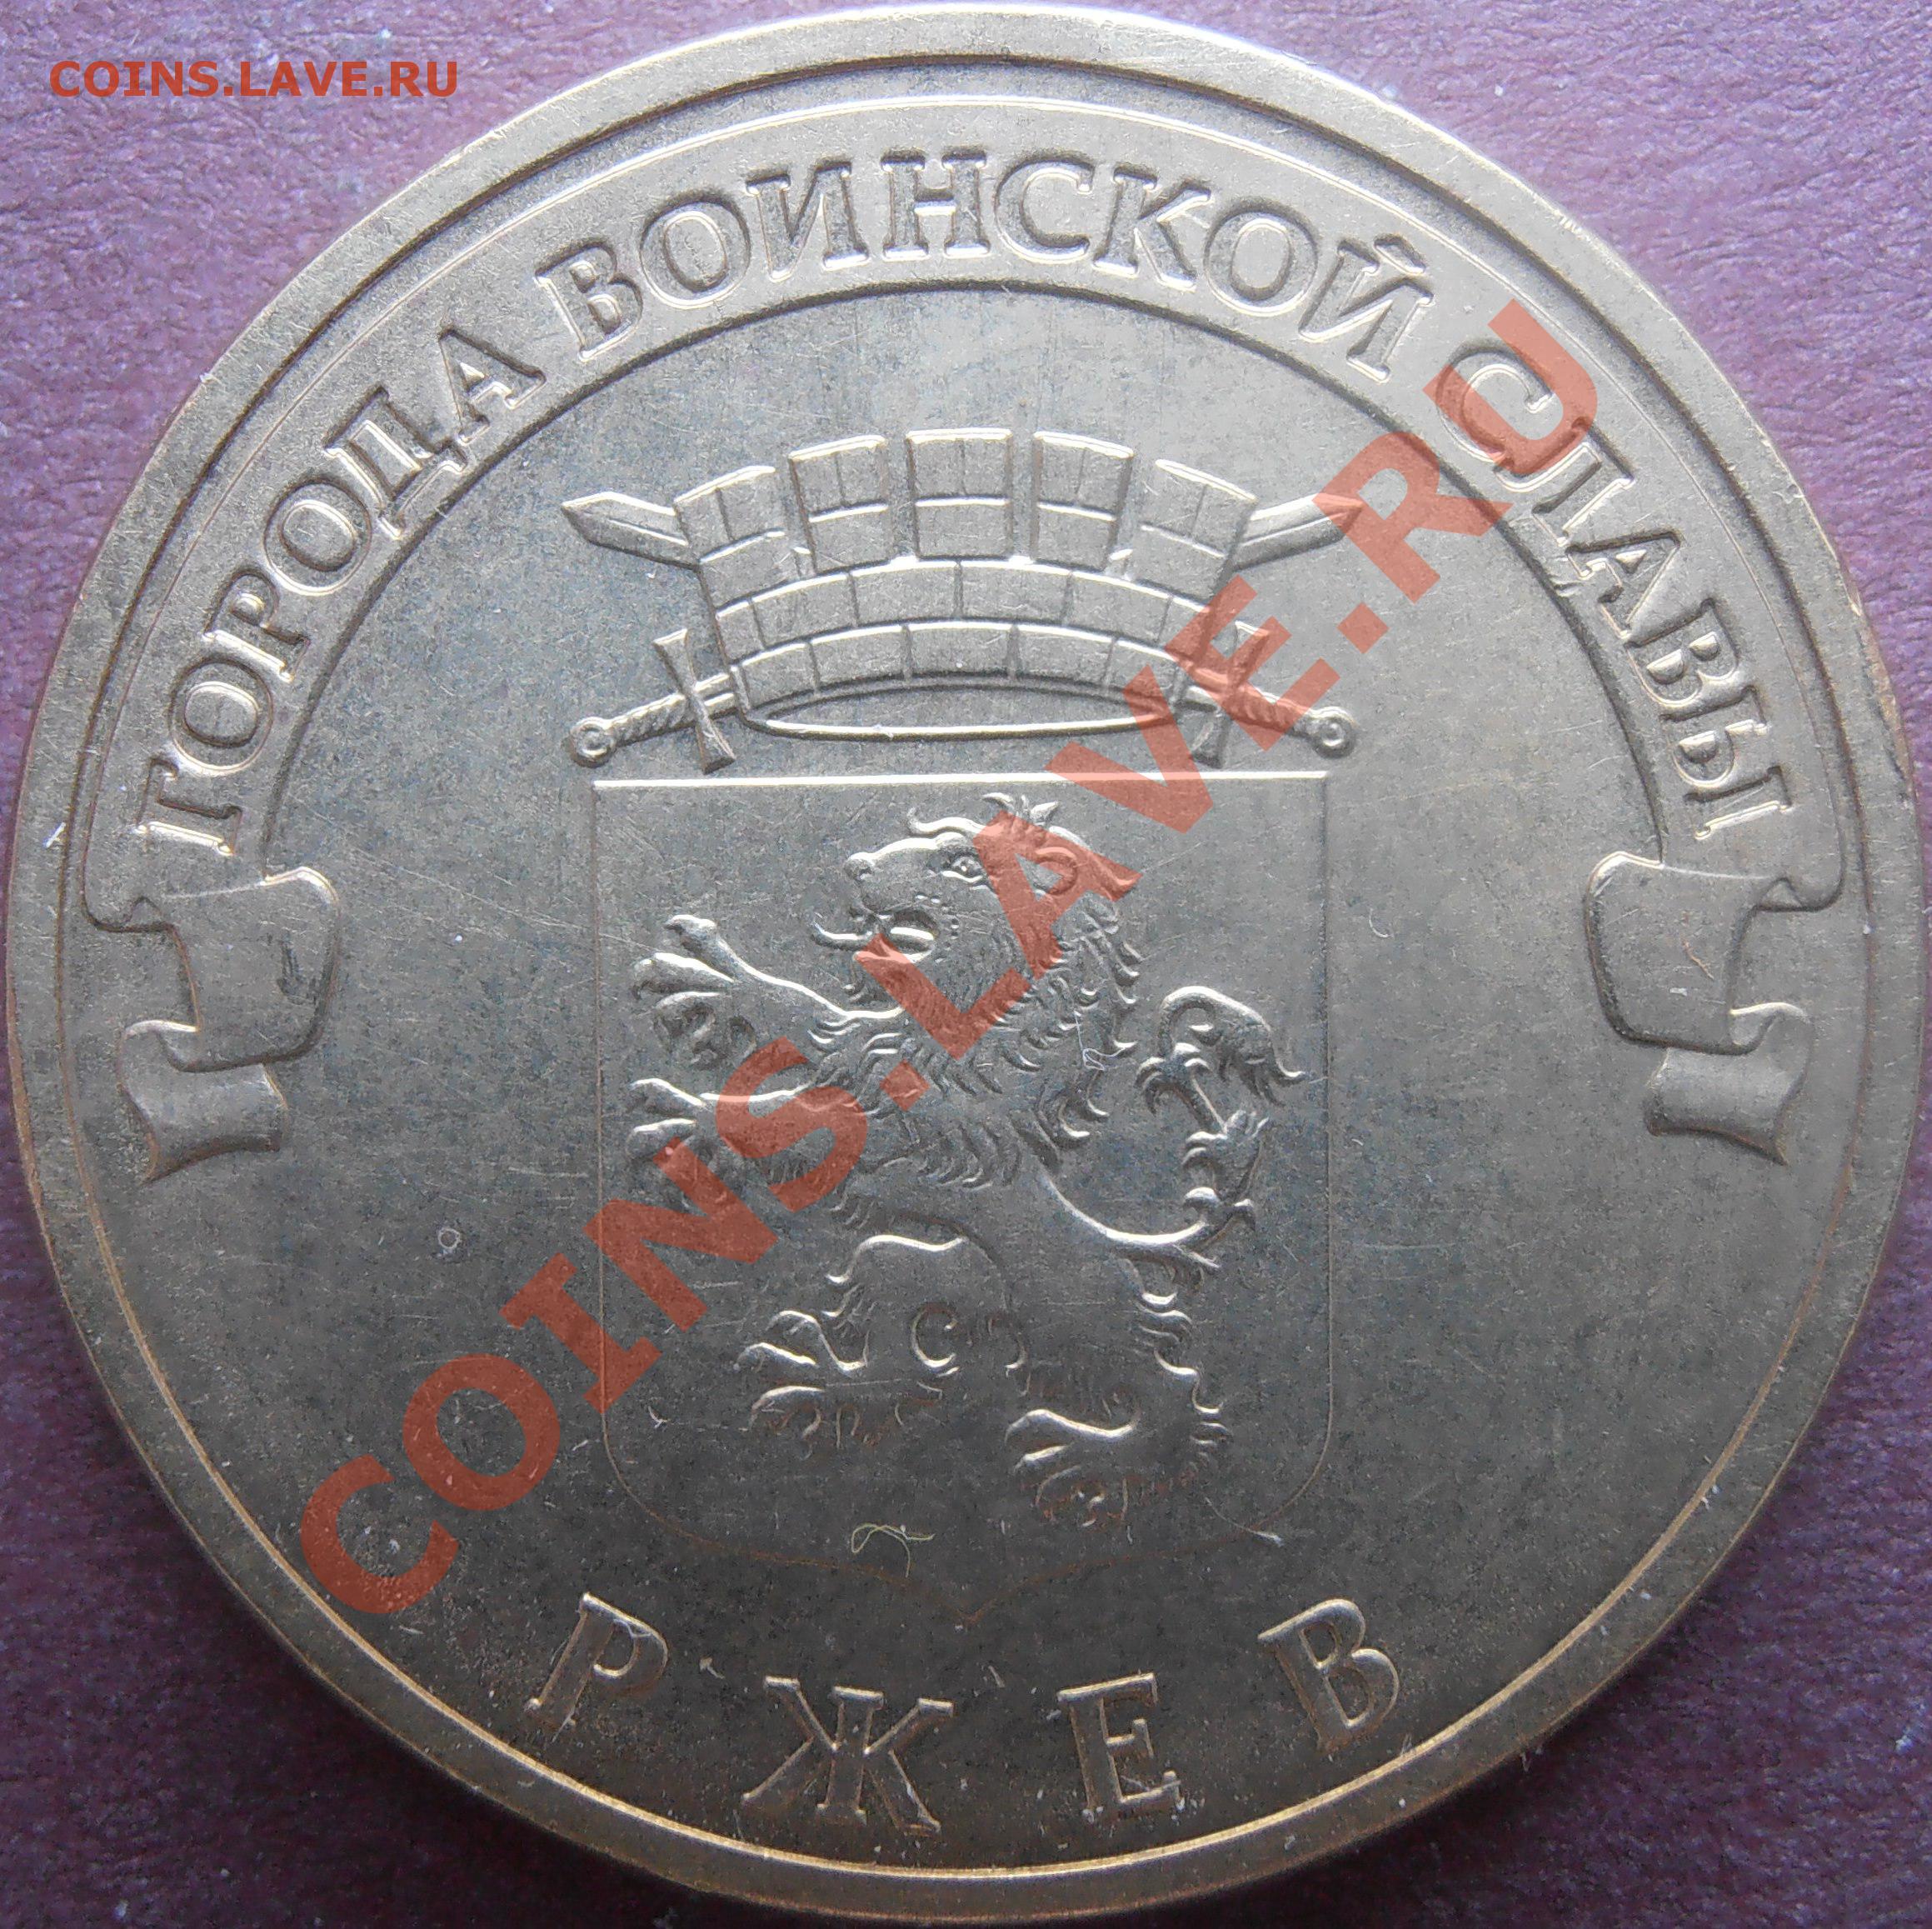 COINS.LAVE.RU
ГОРОДА ВОИНСКОЙ СЛАВЫ
COINS.LAVE.RU
РЖЕВ